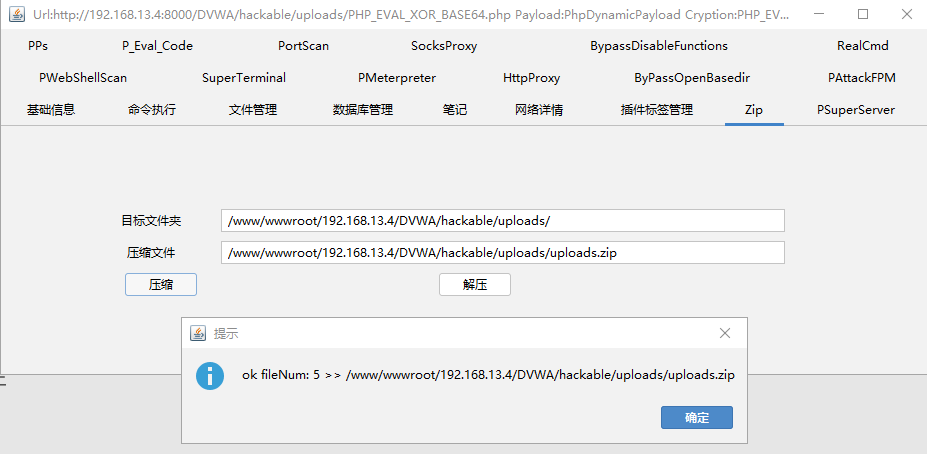 Url:http://192.168.13.4:8000/DVWA/hackable/uploads/PHP_EVAL_XOR_BASE64.php Payload:PhpDynamicPayload Cryption:PHP_EV...
PPs P_Eval_Code PortScan SocksProxy BypassDisableFunctions RealCmd
PWebShellScan SuperTerminal PMeterpreter HttpProxy ByPassOpenBasedir PAttackFPM
基础信息 命令执行 文件管理 数据库管理 笔记 网络详情 插件标签管理 Zip PSuperServer
目标文件夹 /www/wwwroot/192.168.13.4/DVWA/hackable/uploads/
压缩文件 /www/wwwroot/192.168.13.4/DVWA/hackable/uploads/uploads.zip
压缩 解压
提示
ok fileNum: 5 >> /www/wwwroot/192.168.13.4/DVWA/hackable/uploads/uploads.zip
确定